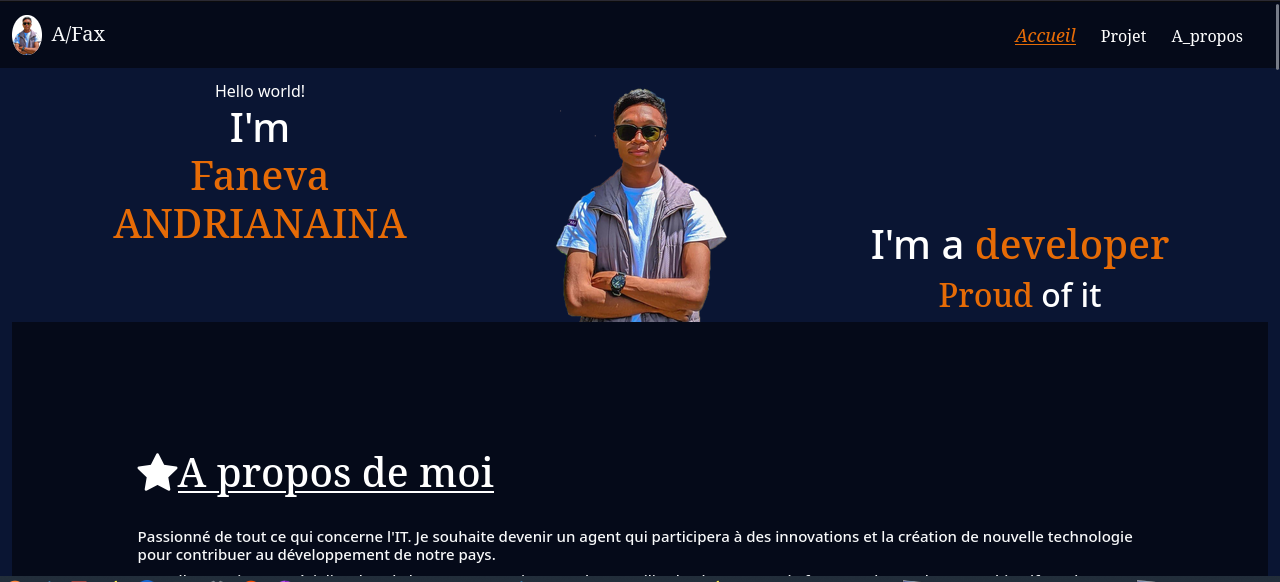 A/Fax
Accueil
Projet
A_propos
Hello world!
I'm
Faneva
ANDRIANAINA
I'm a developer
Proud of it
A propos de moi
Passionné de tout ce qui concerne l'IT. Je souhaite devenir un agent qui participera à des innovations et la création de nouvelle technologie
pour contribuer au développement de notre pays.